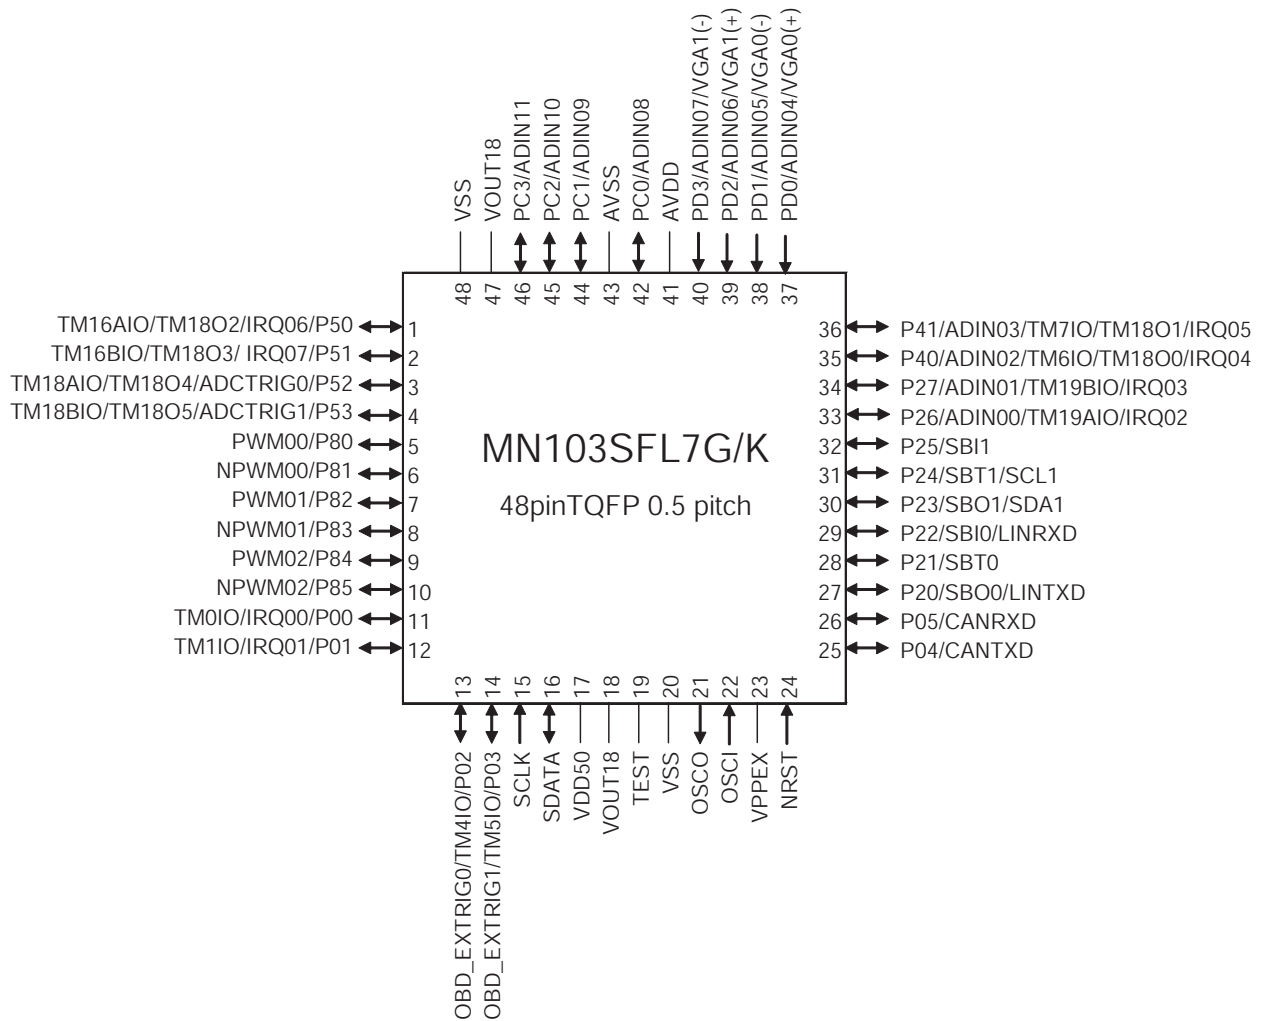 VSS
VOUT18
PC3/ADIN11
PC2/ADIN10
PC1/ADIN09
AVSS
PC0/ADIN08
AVDD
PD3/ADIN07/VGA1(-)
PD2/ADIN06/VGA1(+)
PD1/ADIN05/VGA0(-)
PD0/ADIN04/VGA0(+)
48
47
46
45
44
43
42
41
40
39
38
37
TM16AIO/TM18O2/IRQ06/P50
1
TM16BIO/TM18O3/ IRQ07/P51
2
TM18AIO/TM18O4/ADCTRIG0/P52
3
TM18BIO/TM18O5/ADCTRIG1/P53
4
PWM00/P80
5
NPWM00/P81
6
PWM01/P82
7
NPWM01/P83
8
PWM02/P84
9
NPWM02/P85
10
TM0IO/IRQ00/P00
11
TM1IO/IRQ01/P01
12
MN103SFL7G/K
48pinTQFP 0.5 pitch
36
P41/ADIN03/TM7IO/TM18O1/IRQ05
35
P40/ADIN02/TM6IO/TM18O0/IRQ04
34
P27/ADIN01/TM19BIO/IRQ03
33
P26/ADIN00/TM19AIO/IRQ02
32
P25/SBI1
31
P24/SBT1/SCL1
30
P23/SBO1/SDA1
29
P22/SBI0/LINRXD
28
P21/SBT0
27
P20/SBO0/LINTXD
26
P05/CANRXD
25
P04/CANTXD
13
14
15
16
17
18
19
20
21
22
23
24
OBD_EXTRIG0/TM4IO/P02
OBD_EXTRIG1/TM5IO/P03
SCLK
SDATA
VDD50
VOUT18
TEST
VSS
OSCO
OSCI
VPPEX
NRST